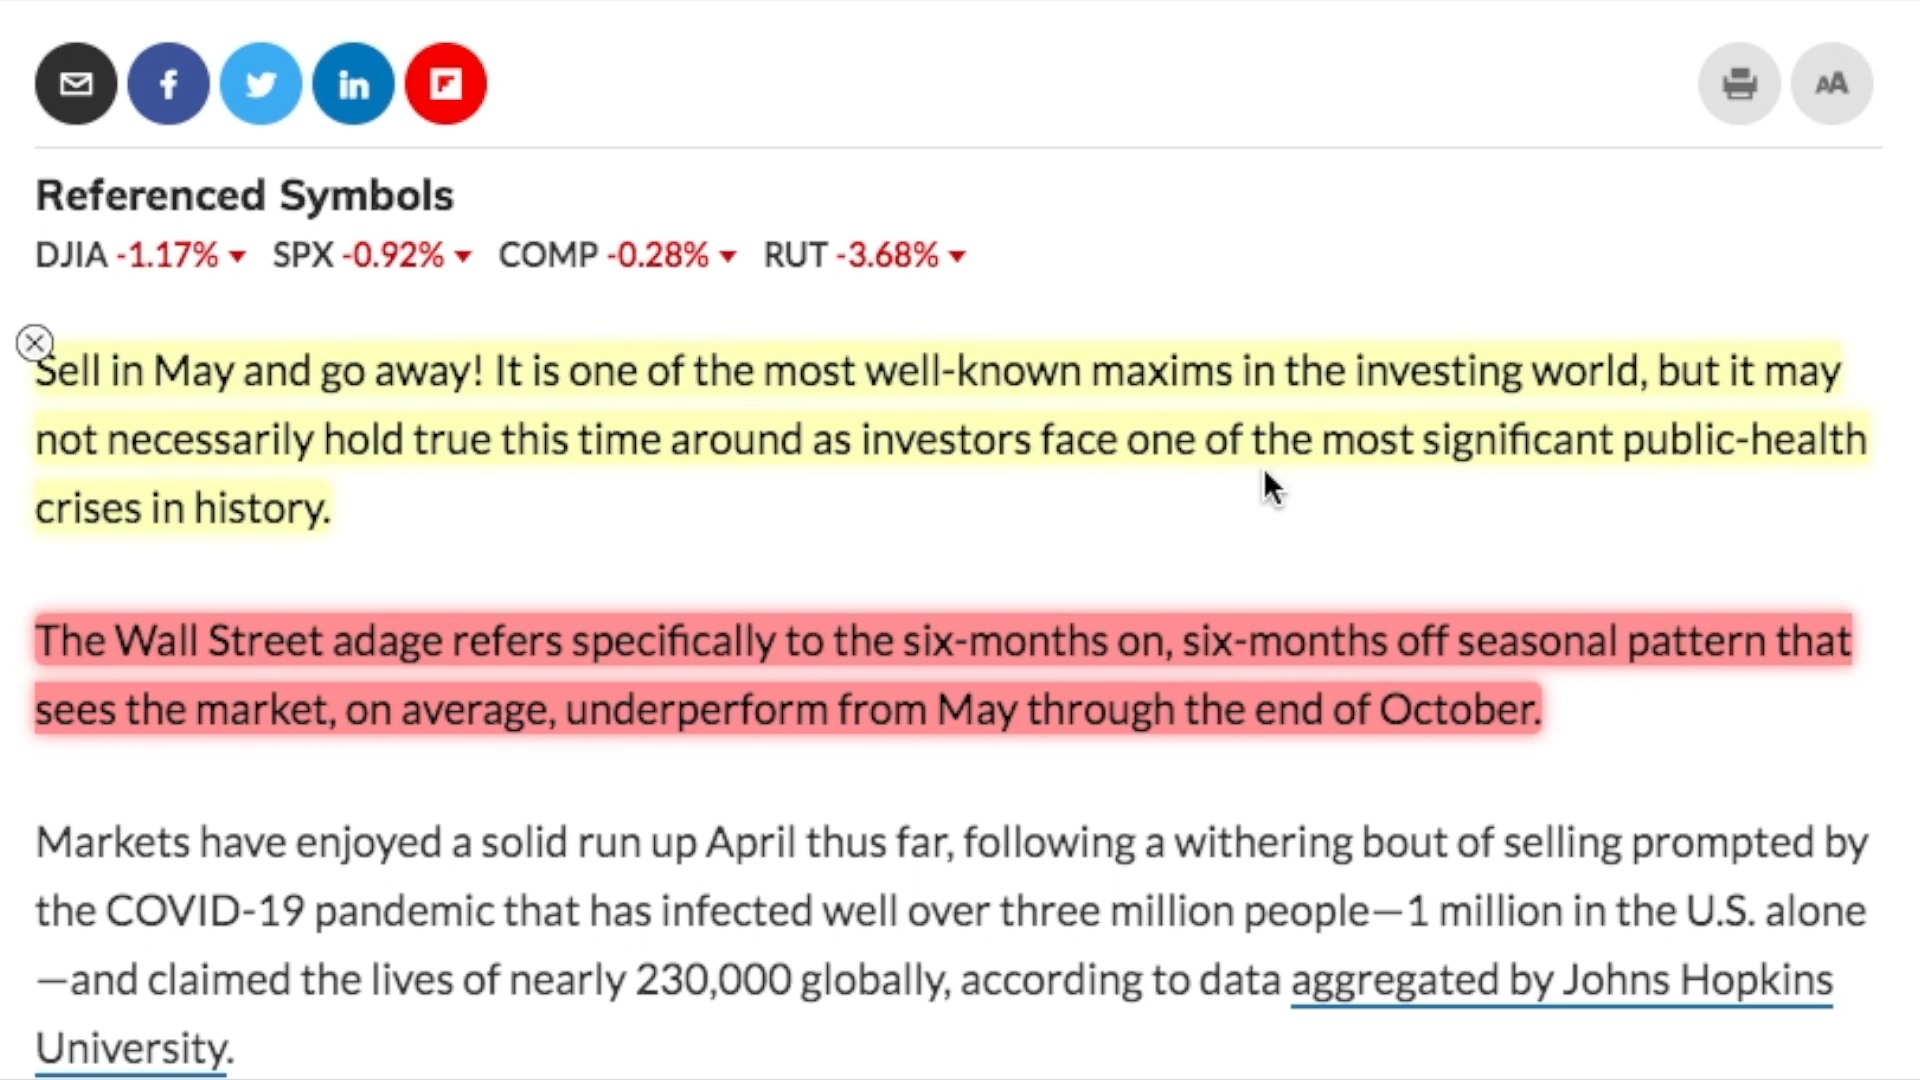 Referenced Symbols
DJIA -1.17% SPX -0.92% COMP -0.28% RUT -3.68%
Sell in May and go away! It is one of the most well-known maxims in the investing world, but it may
not necessarily hold true this time around as investors face one of the most significant public-health
crises in history.
The Wall Street adage refers specifically to the six-months on, six-months off seasonal pattern that
sees the market, on average, underperform from May through the end of October.
Markets have enjoyed a solid run up April thus far, following a withering bout of selling prompted by
the COVID-19 pandemic that has infected well over three million people—1 million in the U.S. alone
—and claimed the lives of nearly 230,000 globally, according to data aggregated by Johns Hopkins
University.